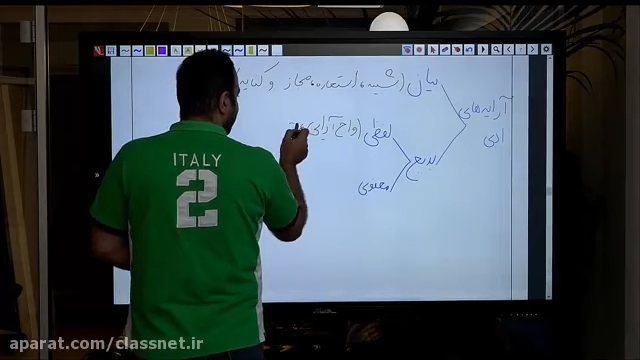 آرایه‌های
ادبی
بیان (تشبیه، استعاره، مجاز و کنایه
بدیع
لفظی (واج آرایی،
معنوی
ITALY
2
aparat.com/classnet.ir